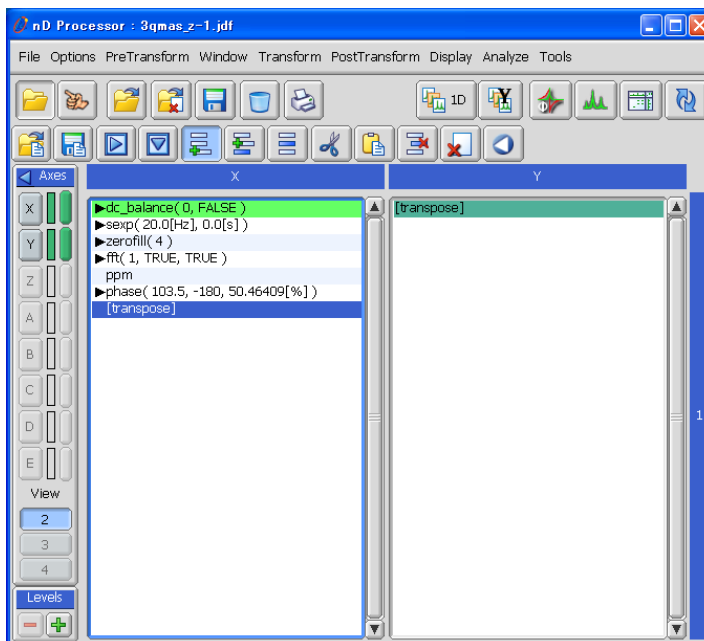 nD Processor : 3qmas_z-1.jdf
File Options PreTransform Window Transform PostTransform Display Analyze Tools
1D
Axes
X
Y
X
▶dc_balance( 0, FALSE )
[transpose]
▶sexp( 20.0[Hz], 0.0[s] )
Y
▶zerofill( 4 )
▶fft( 1, TRUE, TRUE )
Z
ppm
▶phase( 103.5, -180, 50.46409[%] )
[transpose]
A
B
C
D
1
E
View
2
3
4
Levels